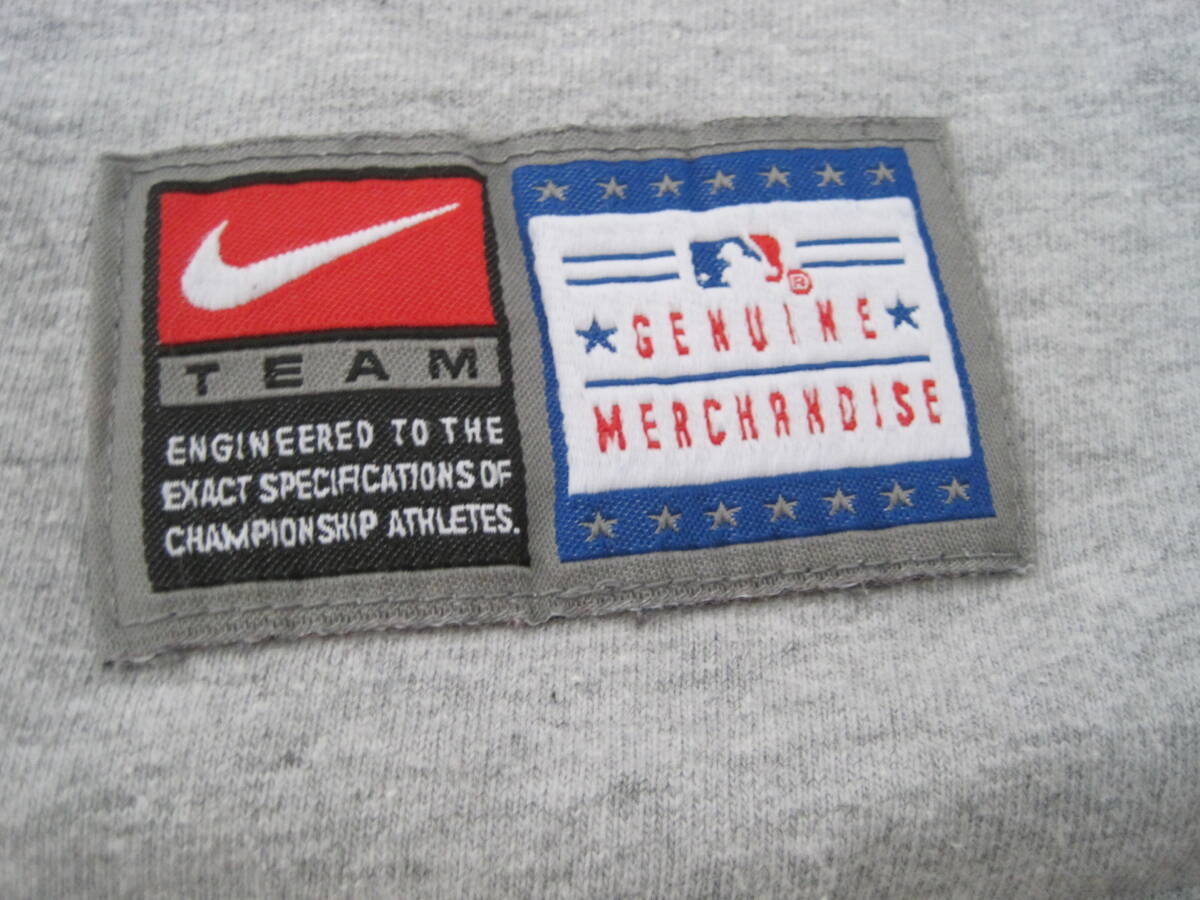 TEAM
ENGINEERED TO THE
EXACT SPECIFICATIONS OF
CHAMPIONSHIP ATHLETES.
®
GENUINE
MERCHANDISE